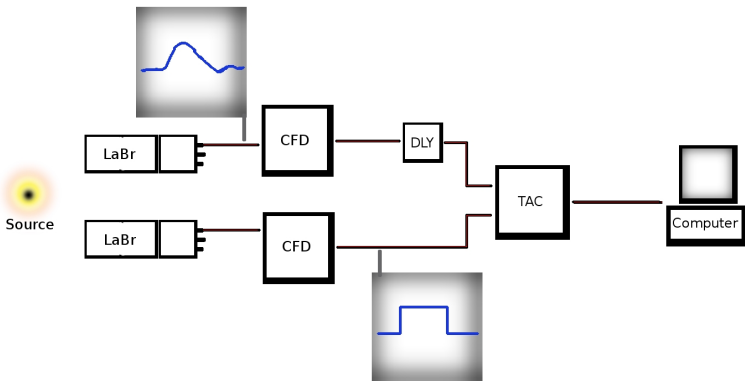 LaBr
CFD
DLY
Source
LaBr
CFD
TAC
Computer